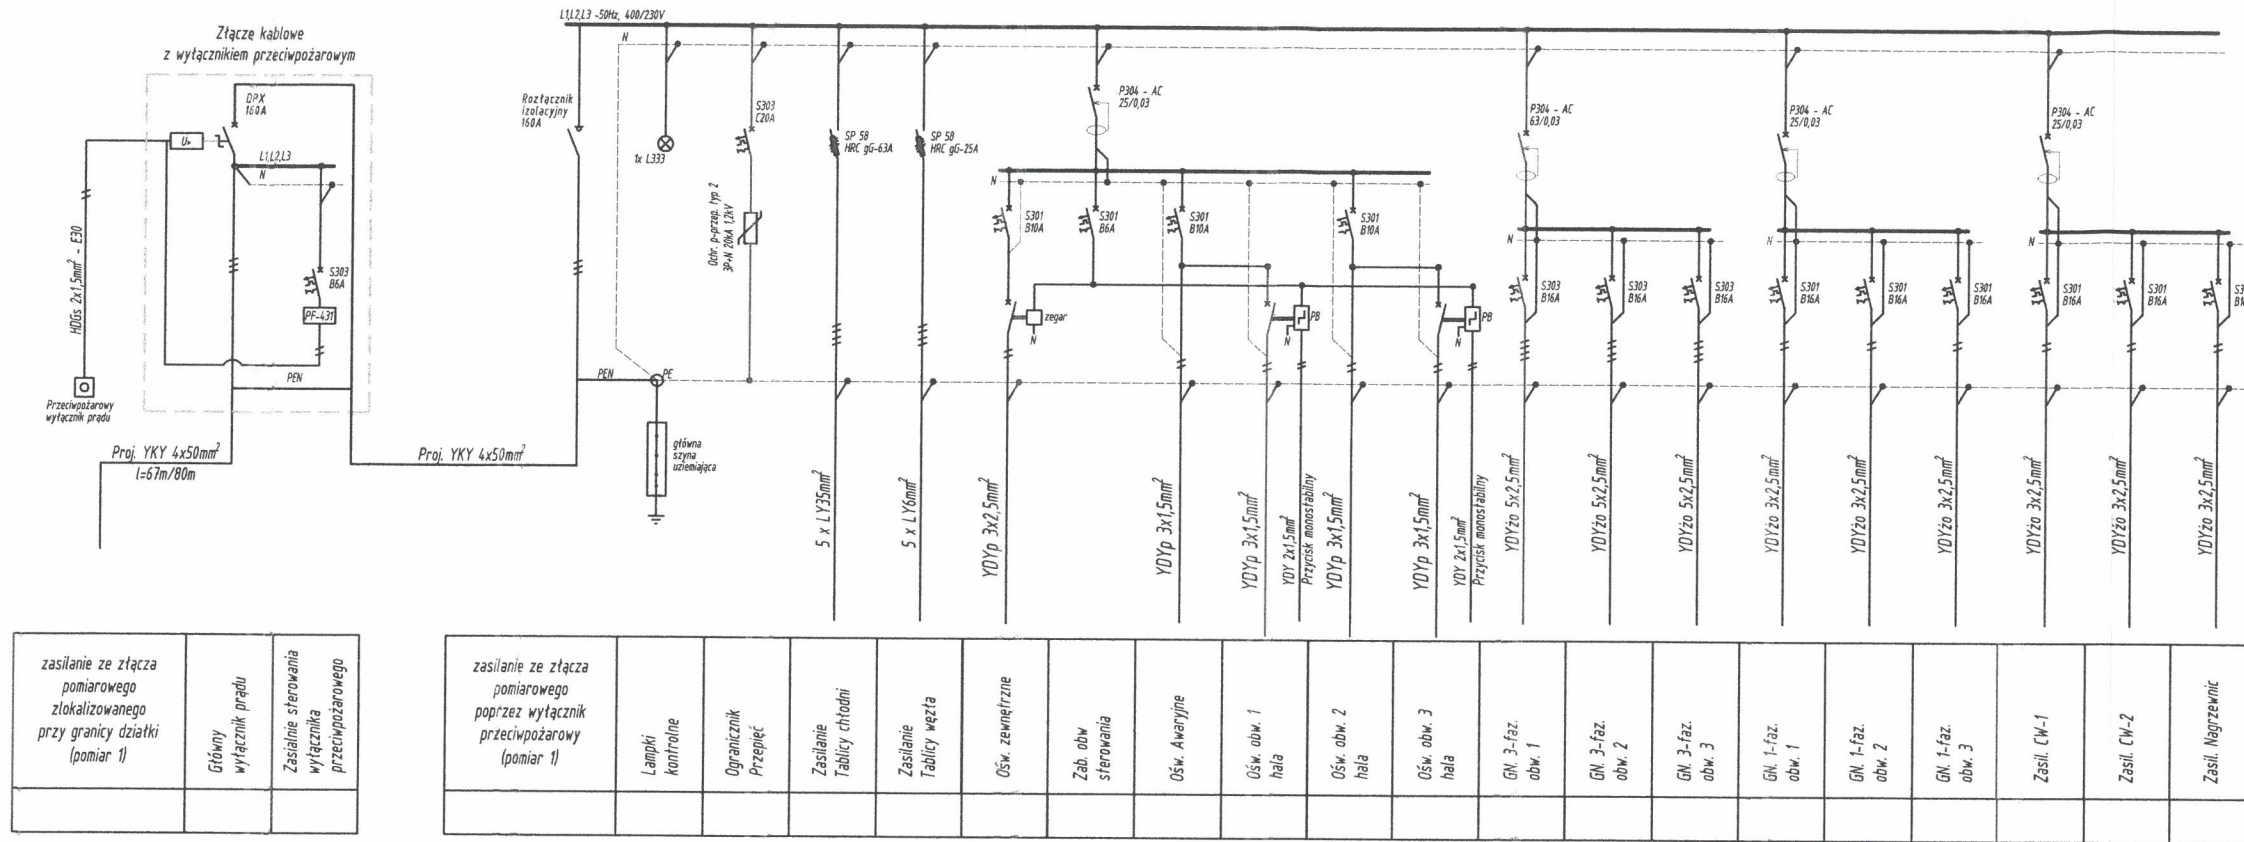 Złącze kablowe
z wyłącznikiem przeciwpożarowym
DPX
160A
U>
L1,L2,L3
N
S303
B6A
PF-431
PEN
HDGs 2x1,5mm² - E30
Przeciwpożarowy
wyłącznik prądu
Proj. YKY 4x50mm²
l=67m/80m
Proj. YKY 4x50mm²
L1,L2,L3 ~50Hz, 400/230V
N
Rozłącznik
izolacyjny
160A
1x L333
S303
C20A
Ochr. p-przep. typ 2
3P+N 20kA 1,2kV
PEN
PE
główna
szyna
uziemiająca
SP 58
HRC gG-63A
5 x LY35mm²
SP 58
HRC gG-25A
5 x LY6mm²
P304 - AC
25/0,03
N
S301
B10A
S301
B6A
S301
B10A
S301
B10A
zegar
N
PB
N
PB
N
YDYp 3x2,5mm²
YDYp 3x1,5mm²
YDYp 3x1,5mm²
YDY 2x1,5mm²
Przycisk monostabilny
YDYp 3x1,5mm²
YDYp 3x1,5mm²
YDY 2x1,5mm²
Przycisk monostabilny
P304 - AC
63/0,03
N
S303
B16A
S303
B16A
S303
B16A
YDYżo 5x2,5mm²
YDYżo 5x2,5mm²
YDYżo 5x2,5mm²
P304 - AC
25/0,03
N
S301
B16A
S301
B16A
S301
B16A
YDYżo 3x2,5mm²
YDYżo 3x2,5mm²
YDYżo 3x2,5mm²
P304 - AC
25/0,03
N
S301
B16A
S301
B16A
YDYżo 3x2,5mm²
YDYżo 3x2,5mm²
YDYżo 3x2,5mm²
zasilanie ze złącza
pomiarowego
zlokalizowanego
przy granicy działki
(pomiar 1)
Główny
wyłącznik prądu
Zasialnie sterowania
wyłącznika
przeciwpożarowego
zasilanie ze złącza
pomiarowego
poprzez wyłącznik
przeciwpożarowy
(pomiar 1)
Lampki
kontrolne
Ogranicznik
Przepięć
Zasilanie
Tablicy chłodni
Zasilanie
Tablicy węzła
Ośw. zewnętrzne
Zab. obw
sterowania
Ośw. Awaryjne
Ośw. obw. 1
hala
Ośw. obw. 2
hala
Ośw. obw. 3
hala
GN. 3-faz.
obw. 1
GN. 3-faz.
obw. 2
GN. 3-faz.
obw. 3
GN. 1-faz.
obw. 1
GN. 1-faz.
obw. 2
GN. 1-faz.
obw. 3
Zasil. CW-1
Zasil. CW-2
Zasil. Nagrzewnic